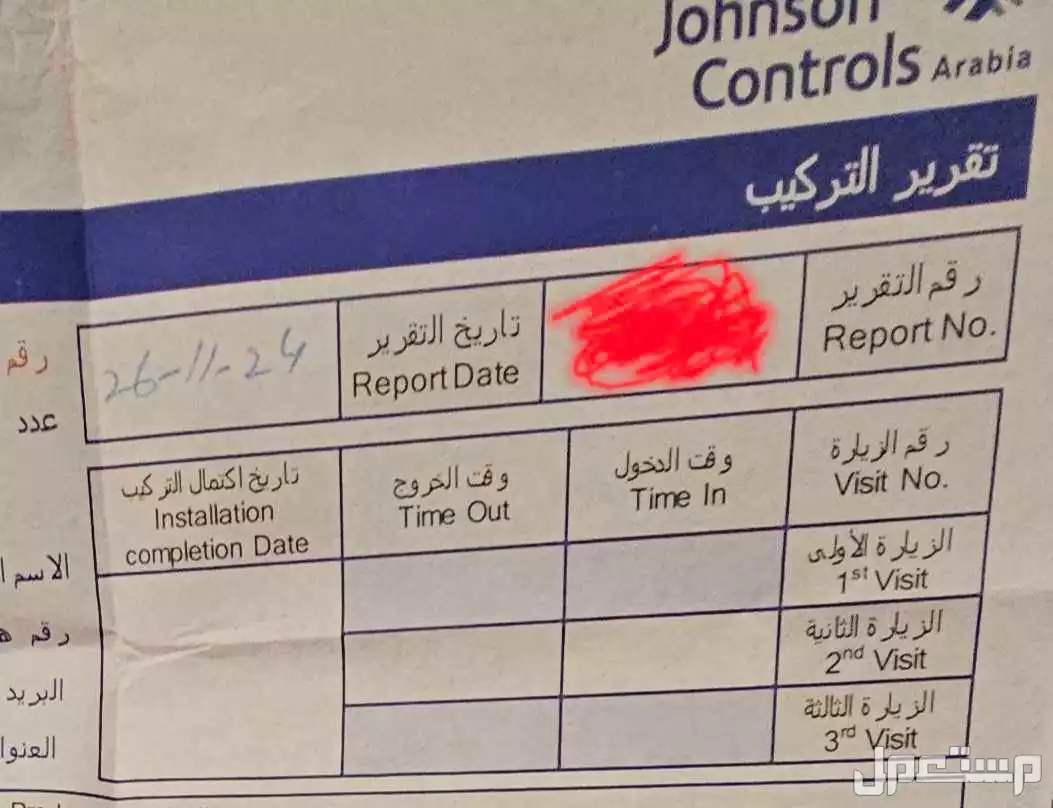 Johnson
Controls Arabia
تقرير التركيب
رقم التقرير
Report No.
تاريخ التقرير
Report Date
26-11-24
رقم
عدد
رقم الزيارة
Visit No.
وقت الدخول
Time In
وقت الخروج
Time Out
تاريخ اكتمال التركيب
Installation
completion Date
الزيارة الأولى
1st Visit
الزيارة الثانية
2nd Visit
الزيارة الثالثة
3rd Visit
الاسم
رقم
البريد
مستعمل